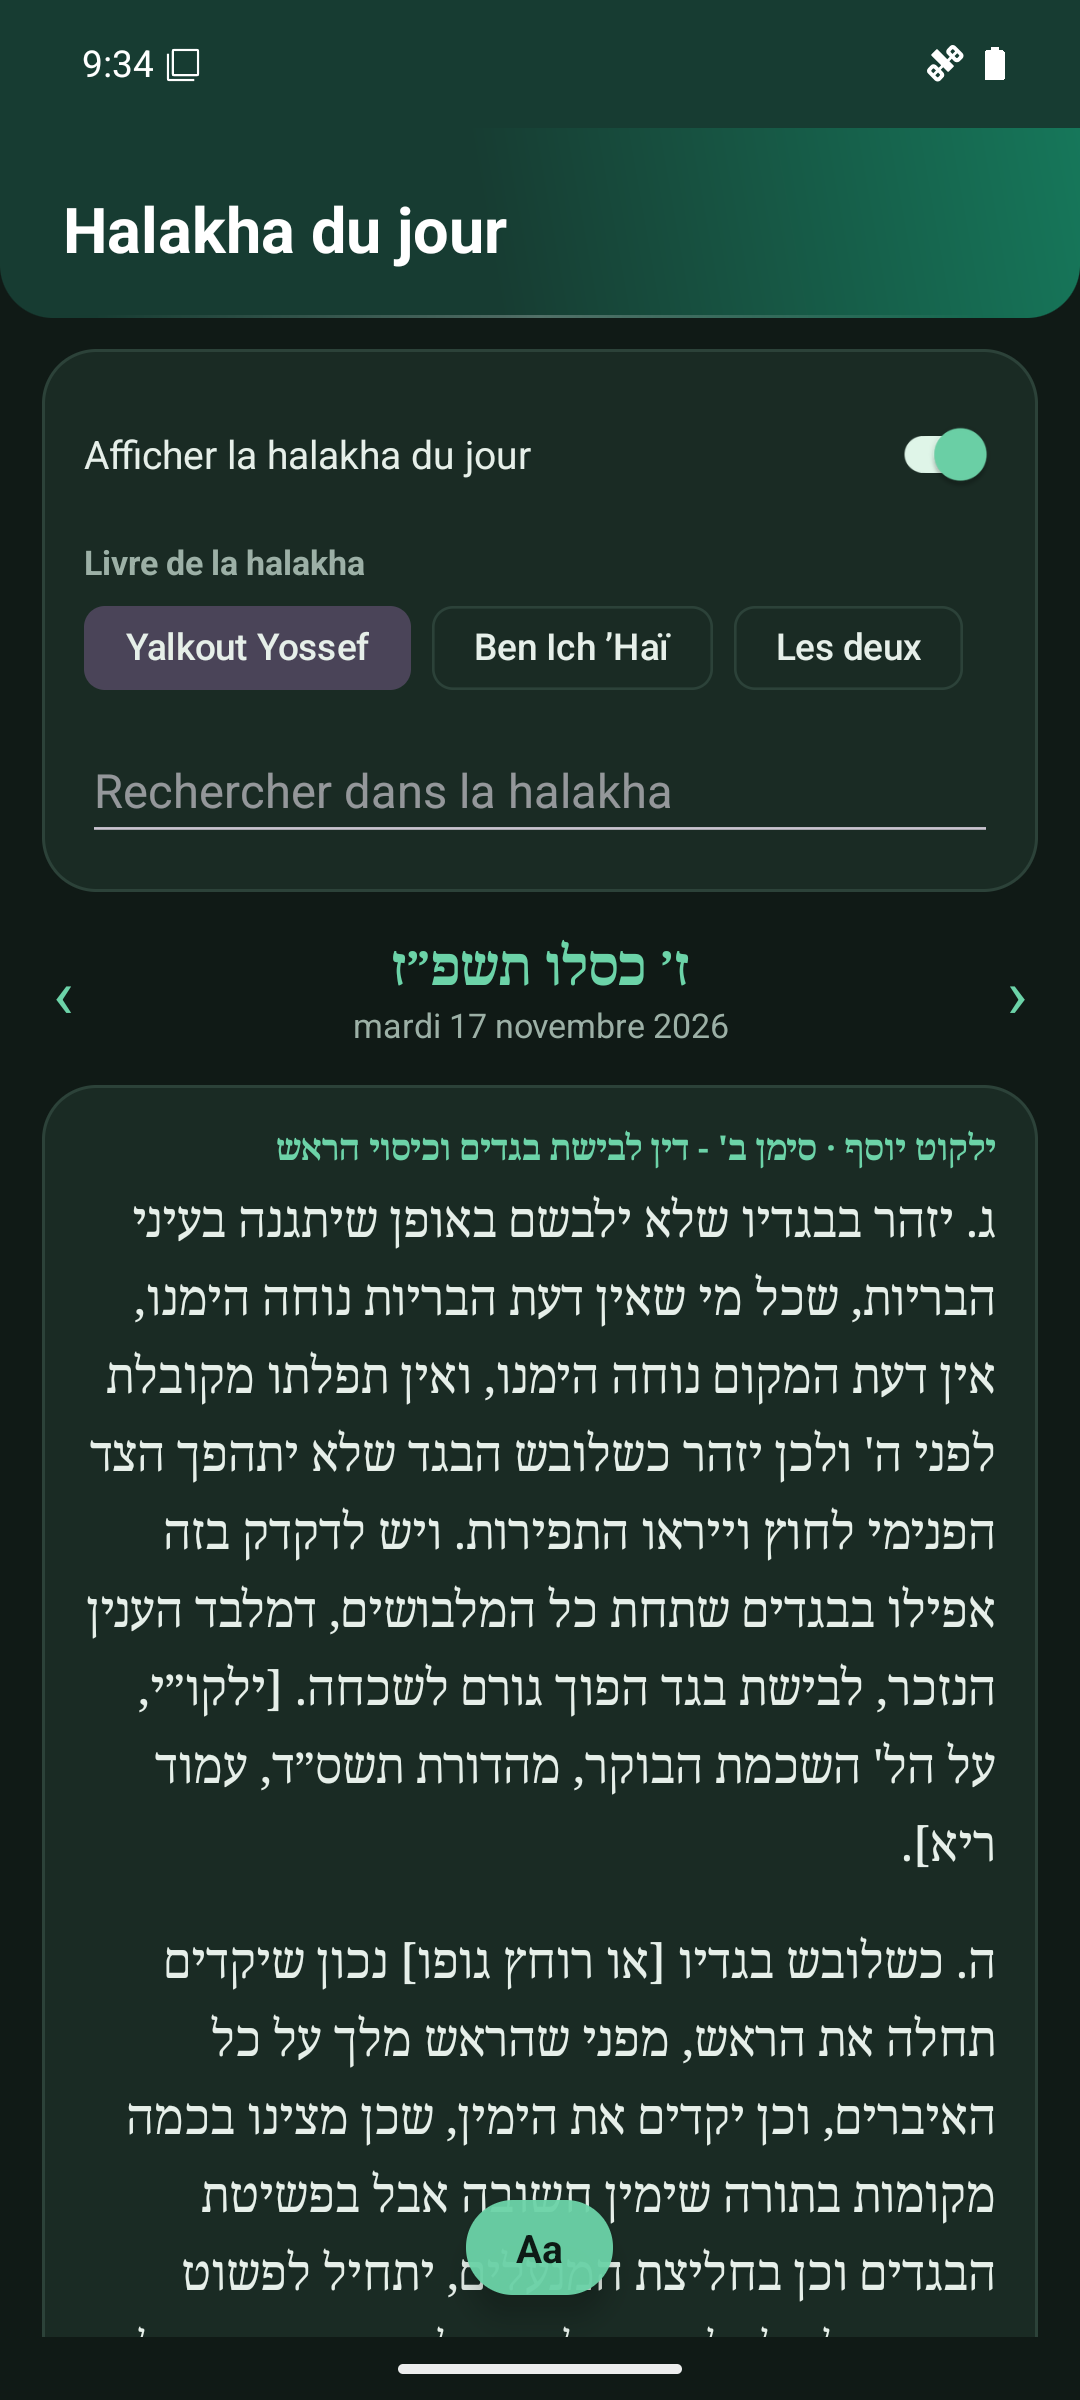 9:34
Halakha du jour
Afficher la halakha du jour
Livre de la halakha
Yalkout Yossef
Ben Ich ’Haï
Les deux
Rechercher dans la halakha
ז׳ כסלו תשפ״ז
mardi 17 novembre 2026
ילקוט יוסף · סימן ב' - דין לבישת בגדים וכיסוי הראש
ג. יזהר בבגדיו שלא ילבשם באופן שיתגנה בעיני
הבריות, שכל מי שאין דעת הבריות נוחה הימנו,
אין דעת המקום נוחה הימנו, ואין תפלתו מקובלת
לפני ה' ולכן יזהר כשלובש הבגד שלא יתהפך הצד
הפנימי לחוץ וייראו התפירות. ויש לדקדק בזה
אפילו בבגדים שתחת כל המלבושים, דמלבד הענין
הנזכר, לבישת בגד הפוך גורם לשכחה. [ילקו״י,
על הל' השכמת הבוקר, מהדורת תשס״ד, עמוד
ריא].
ה. כשלובש בגדיו [או רוחץ גופו] נכון שיקדים
תחלה את הראש, מפני שהראש מלך על כל
האיברים, וכן יקדים את הימין, שכן מצינו בכמה
מקומות בתורה שימין חשובה אבל בפשיטת
הבגדים וכן בחליצת המנעלים, יתחיל לפשוט
Aa